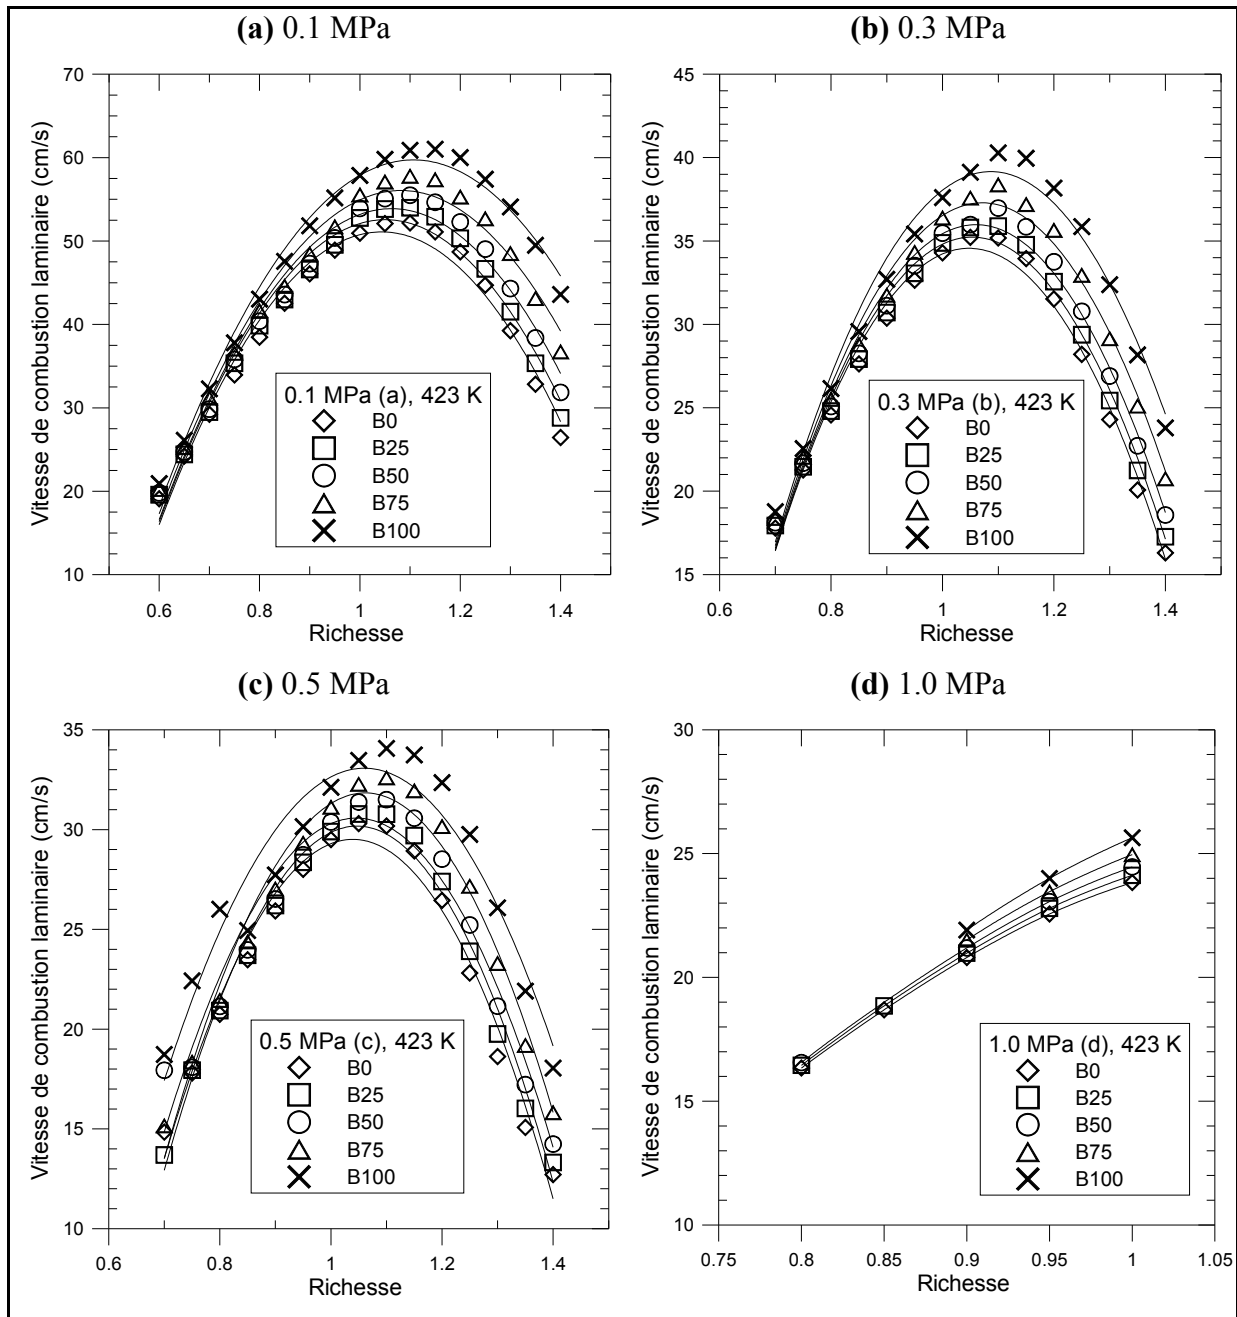 (a) 0.1 MPa
Vitesse de combustion laminaire (cm/s)
70
60
50
40
30
20
10
0.6 0.8 1 1.2 1.4
Richesse
0.1 MPa (a), 423 K
B0
B25
B50
B75
B100
(b) 0.3 MPa
Vitesse de combustion laminaire (cm/s)
45
40
35
30
25
20
15
0.6 0.8 1 1.2 1.4
Richesse
0.3 MPa (b), 423 K
B0
B25
B50
B75
B100
(c) 0.5 MPa
Vitesse de combustion laminaire (cm/s)
35
30
25
20
15
10
0.6 0.8 1 1.2 1.4
Richesse
0.5 MPa (c), 423 K
B0
B25
B50
B75
B100
(d) 1.0 MPa
Vitesse de combustion laminaire (cm/s)
30
26
22
18
14
10
0.75 0.8 0.85 0.9 0.95 1 1.05
Richesse
1.0 MPa (d), 423 K
B0
B25
B50
B75
B100